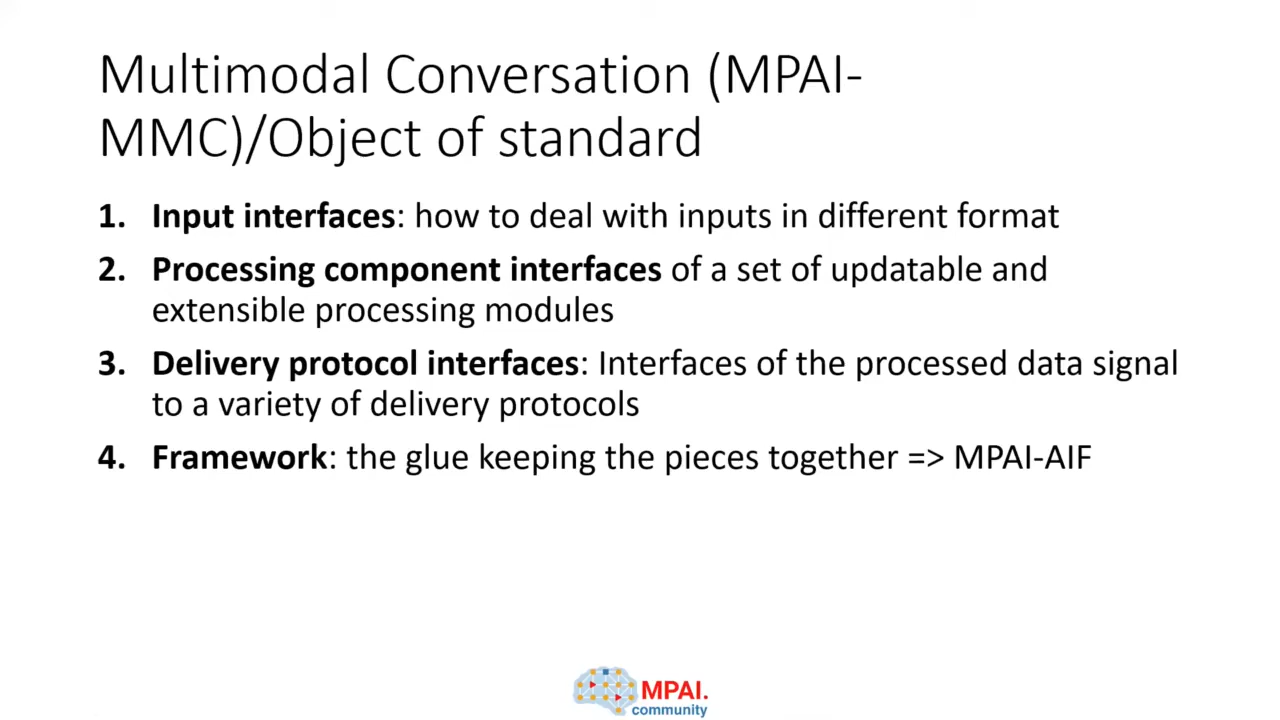 Multimodal Conversation (MPAI-
MMC)/Object of standard
1. Input interfaces: how to deal with inputs in different format
2. Processing component interfaces of a set of updatable and
extensible processing modules
3. Delivery protocol interfaces: Interfaces of the processed data signal
to a variety of delivery protocols
4. Framework: the glue keeping the pieces together => MPAI-AIF
MPAI.
community